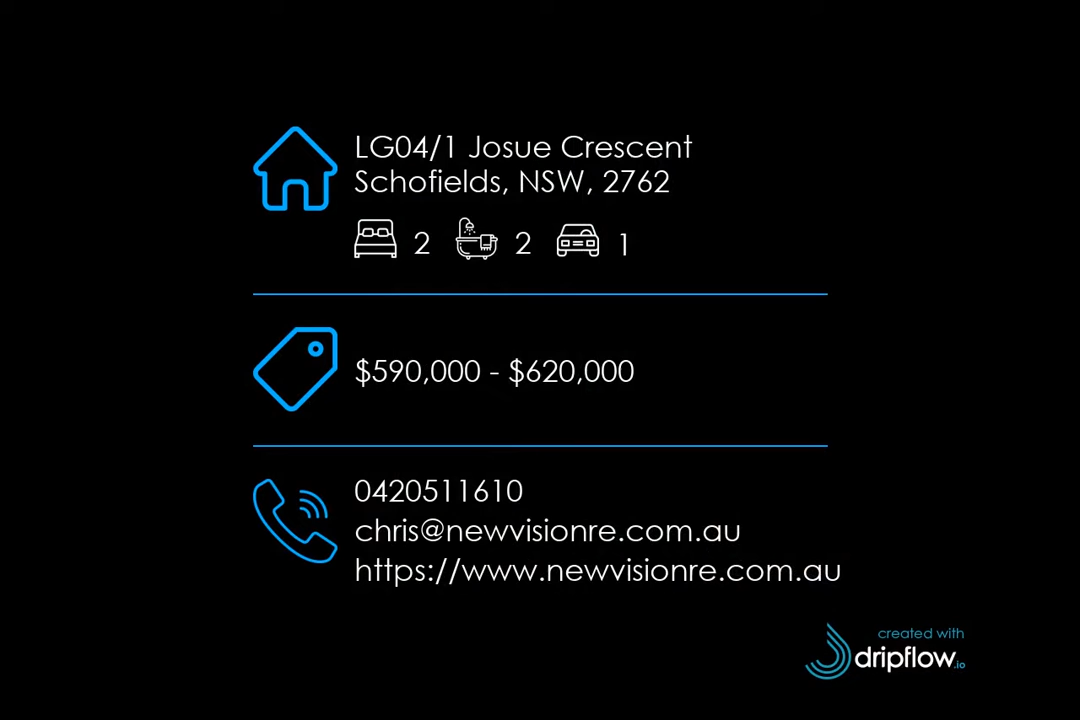 LG04/1 Josue Crescent
Schofields, NSW, 2762
2 2 1
$590,000 - $620,000
0420511610
chris@newvisionre.com.au
https://www.newvisionre.com.au
created with
dripflow.io